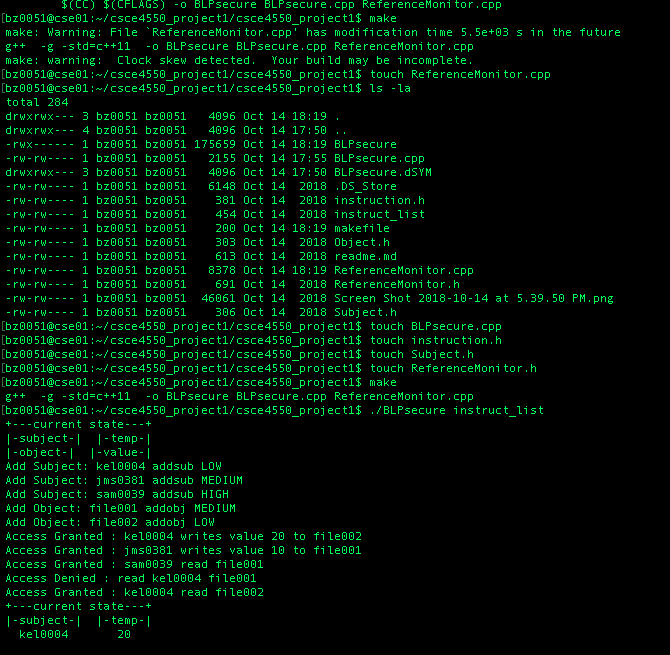 $(CC) $(CFLAGS) -o BLPsecure BLPsecure.cpp ReferenceMonitor.cpp
[bz0051@cse01:~/csce4550_project1/csce4550_project1$ make
make: Warning: File `ReferenceMonitor.cpp' has modification time 5.5e+03 s in the future
g++  -g -std=c++11  -o BLPsecure BLPsecure.cpp ReferenceMonitor.cpp
make: warning:  Clock skew detected.  Your build may be incomplete.
[bz0051@cse01:~/csce4550_project1/csce4550_project1$ touch ReferenceMonitor.cpp
[bz0051@cse01:~/csce4550_project1/csce4550_project1$ ls -la
total 284
drwxrwx--- 3 bz0051 bz0051   4096 Oct 14 18:19 .
drwxrwx--- 4 bz0051 bz0051   4096 Oct 14 17:50 ..
-rwx------ 1 bz0051 bz0051 175659 Oct 14 18:19 BLPsecure
-rw-rw---- 1 bz0051 bz0051   2155 Oct 14 17:55 BLPsecure.cpp
drwxrwx--- 3 bz0051 bz0051   4096 Oct 14 17:50 BLPsecure.dSYM
-rw-rw---- 1 bz0051 bz0051   6148 Oct 14  2018 .DS_Store
-rw-rw---- 1 bz0051 bz0051    381 Oct 14  2018 instruction.h
-rw-rw---- 1 bz0051 bz0051    454 Oct 14  2018 instruct_list
-rw-rw---- 1 bz0051 bz0051    200 Oct 14 18:19 makefile
-rw-rw---- 1 bz0051 bz0051    303 Oct 14  2018 Object.h
-rw-rw---- 1 bz0051 bz0051    613 Oct 14  2018 readme.md
-rw-rw---- 1 bz0051 bz0051   8378 Oct 14 18:19 ReferenceMonitor.cpp
-rw-rw---- 1 bz0051 bz0051    691 Oct 14  2018 ReferenceMonitor.h
-rw-rw---- 1 bz0051 bz0051  46061 Oct 14  2018 Screen Shot 2018-10-14 at 5.39.50 PM.png
-rw-rw---- 1 bz0051 bz0051    306 Oct 14  2018 Subject.h
[bz0051@cse01:~/csce4550_project1/csce4550_project1$ touch BLPsecure.cpp
[bz0051@cse01:~/csce4550_project1/csce4550_project1$ touch instruction.h
[bz0051@cse01:~/csce4550_project1/csce4550_project1$ touch Subject.h
[bz0051@cse01:~/csce4550_project1/csce4550_project1$ touch ReferenceMonitor.h
[bz0051@cse01:~/csce4550_project1/csce4550_project1$ make
g++  -g -std=c++11  -o BLPsecure BLPsecure.cpp ReferenceMonitor.cpp
[bz0051@cse01:~/csce4550_project1/csce4550_project1$ ./BLPsecure instruct_list
+---current state---+
|-subject-|  |-temp-|
|-object-|  |-value-|
Add Subject: kel0004 addsub LOW
Add Subject: jms0381 addsub MEDIUM
Add Subject: sam0039 addsub HIGH
Add Object: file001 addobj MEDIUM
Add Object: file002 addobj LOW
Access Granted : kel0004 writes value 20 to file002
Access Granted : jms0381 writes value 10 to file001
Access Granted : sam0039 read file001
Access Denied : read kel0004 file001
Access Granted : kel0004 read file002
+---current state---+
|-subject-|  |-temp-|
kel0004       20